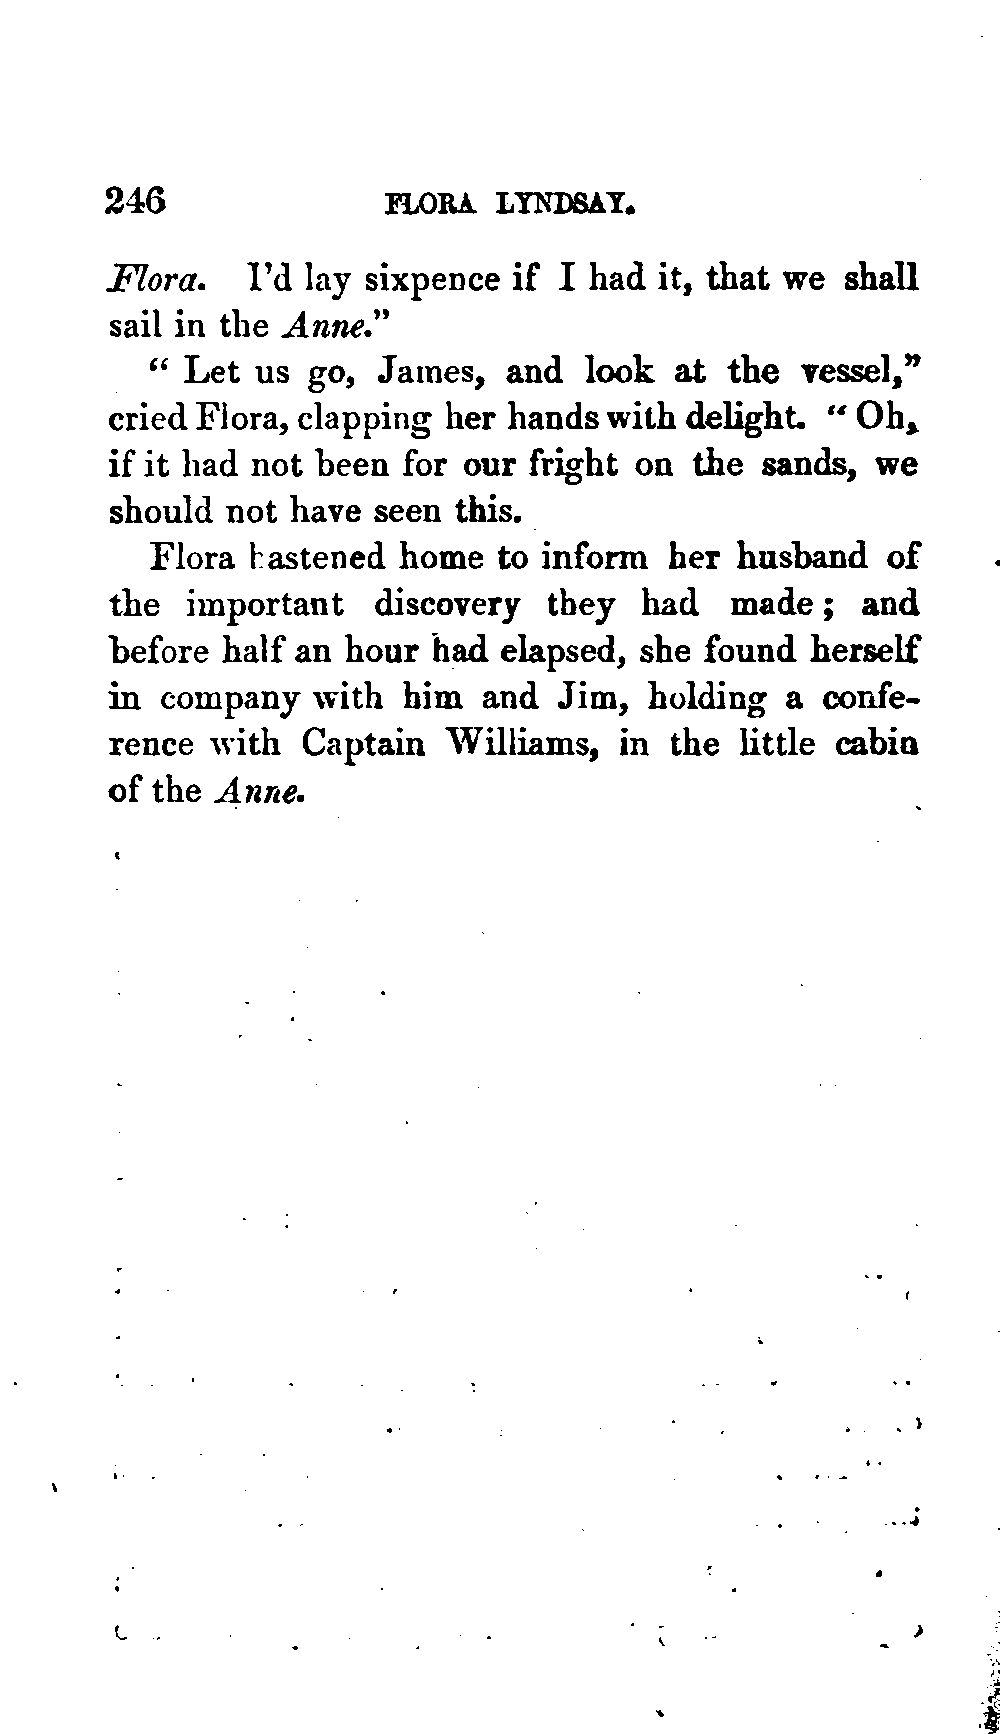 246 FLORA LYNDSAY.
Flora. I'd lay sixpence if I had it, that we shall
sail in the Anne."
" Let us go, James, and look at the vessel,"
cried Flora, clapping her hands with delight. " Oh,
if it had not been for our fright on the sands, we
should not have seen this.
Flora hastened home to inform her husband of
the important discovery they had made; and
before half an hour had elapsed, she found herself
in company with him and Jim, holding a confe-
rence with Captain Williams, in the little cabin
of the Anne.